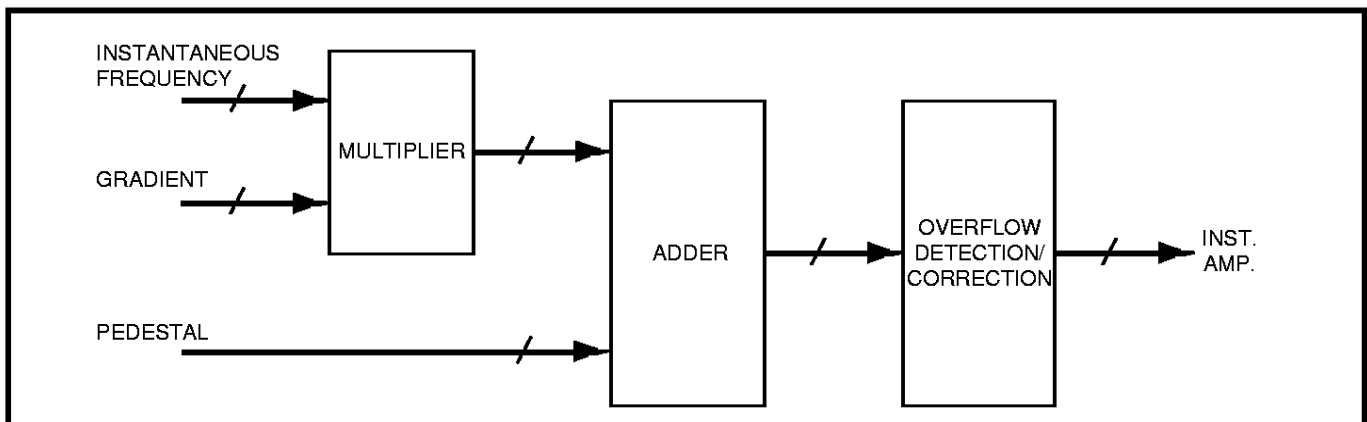 INSTANTANEOUS
FREQUENCY
MULTIPLIER
GRADIENT
ADDER
OVERFLOW
DETECTION/
CORRECTION
INST.
AMP.
PEDESTAL